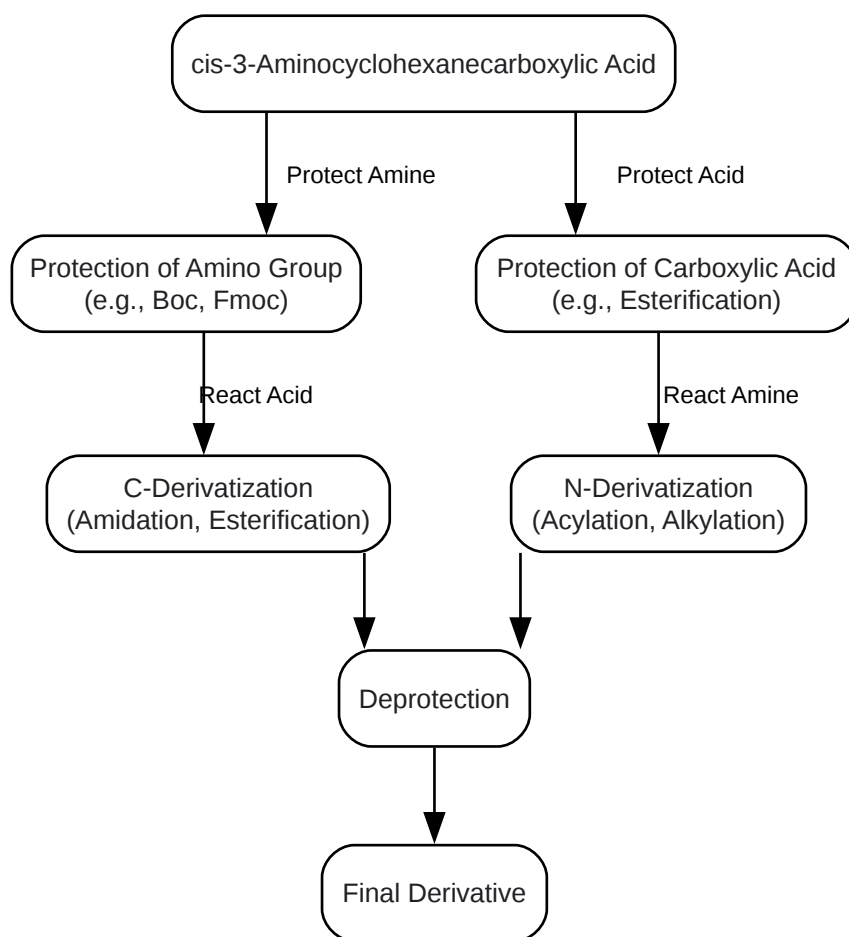 cis-3-Aminocyclohexanecarboxylic Acid
Protect Amine
Protect Acid
Protection of Amino Group
(e.g., Boc, Fmoc)
Protection of Carboxylic Acid
(e.g., Esterification)
React Acid
React Amine
C-Derivatization
(Amidation, Esterification)
N-Derivatization
(Acylation, Alkylation)
Deprotection
Final Derivative